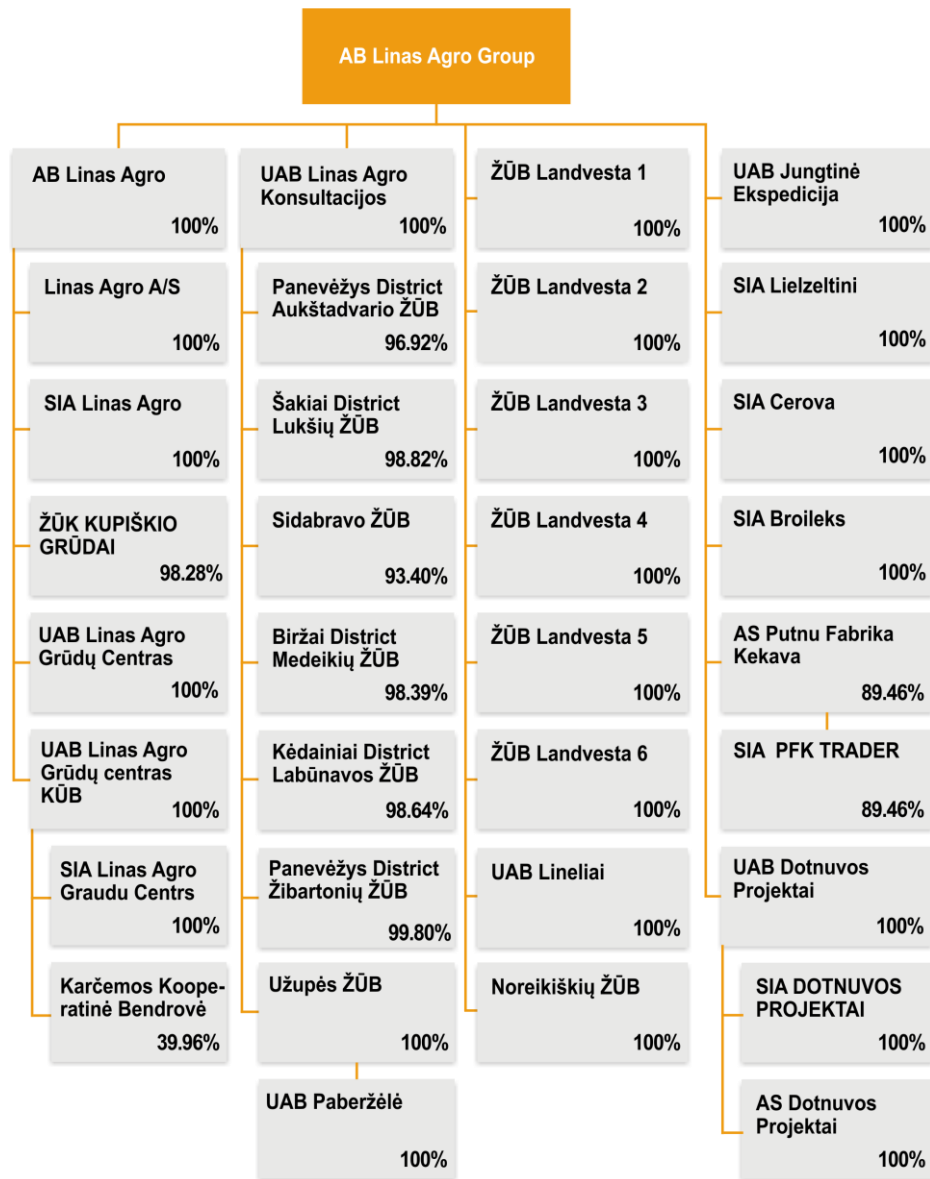 AB Linas Agro Group
AB Linas Agro
100%
Linas Agro A/S
100%
SIA Linas Agro
100%
ŽŪK KUPIŠKIO
GRŪDAI
98.28%
UAB Linas Agro
Grūdų Centras
100%
UAB Linas Agro
Grūdų centras
KŪB
100%
SIA Linas Agro
Graudu Centrs
100%
Karčemos Koope-
ratinė Bendrovė
39.96%
UAB Linas Agro
Konsultacijos
100%
Panevėžys District
Aukštadvario ŽŪB
96.92%
Šakiai District
Lukšių ŽŪB
98.82%
Sidabravo ŽŪB
93.40%
Biržai District
Medeikių ŽŪB
98.39%
Kėdainiai District
Labūnavos ŽŪB
98.64%
Panevėžys District
Žibartonių ŽŪB
99.80%
Užupės ŽŪB
100%
UAB Paberžėlė
100%
ŽŪB Landvesta 1
100%
ŽŪB Landvesta 2
100%
ŽŪB Landvesta 3
100%
ŽŪB Landvesta 4
100%
ŽŪB Landvesta 5
100%
ŽŪB Landvesta 6
100%
UAB Lineliai
100%
Noreikiškių ŽŪB
100%
UAB Jungtinė
Ekspedicija
100%
SIA Lielzeltini
100%
SIA Cerova
100%
SIA Broileks
100%
AS Putnu Fabrika
Kekava
89.46%
SIA PFK TRADER
89.46%
UAB Dotnuvos
Projektai
100%
SIA DOTNUVOS
PROJEKTAI
100%
AS Dotnuvos
Projektai
100%